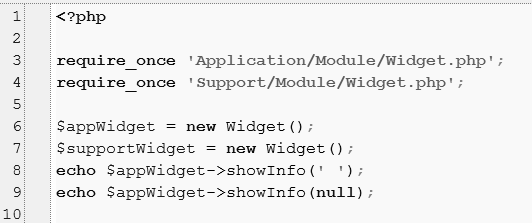 1 <?php
2
3 require_once 'Application/Module/Widget.php';
4 require_once 'Support/Module/Widget.php';
5
6 $appWidget = new Widget();
7 $supportWidget = new Widget();
8 echo $appWidget->showInfo(' ');
9 echo $appWidget->showInfo(null);
10